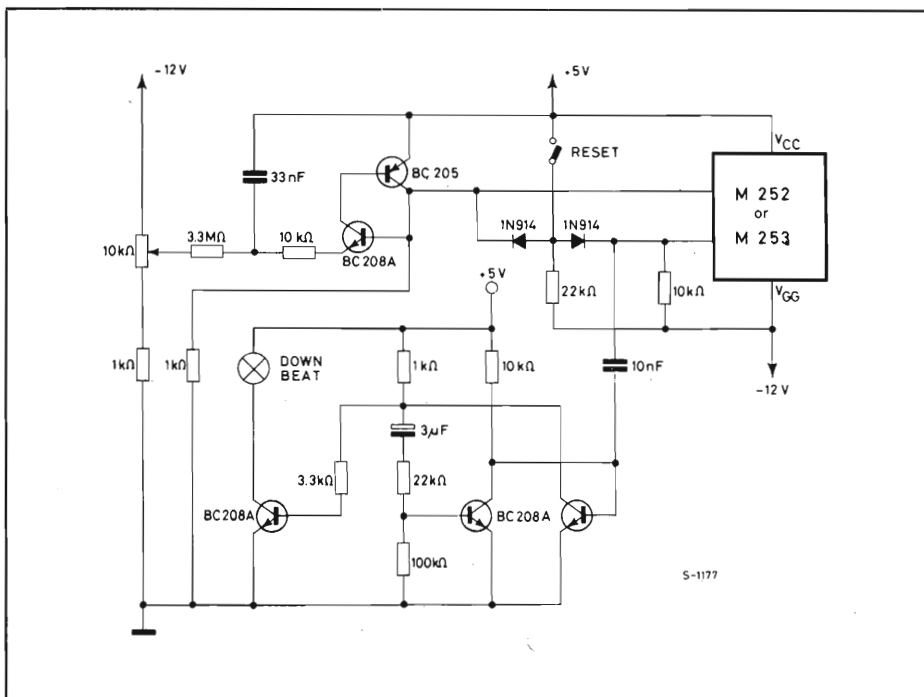 -12V
+5V
VCC
RESET
BC 205
33nF
M 252
or
M 253
1N914
1N914
10kΩ
3.3MΩ
10 kΩ
BC 208A
+5V
22kΩ
10kΩ
VGG
1kΩ
1kΩ
DOWN
BEAT
1kΩ
10kΩ
10nF
-12V
3μF
3.3kΩ
22kΩ
BC208A
BC208A
100kΩ
S-1177